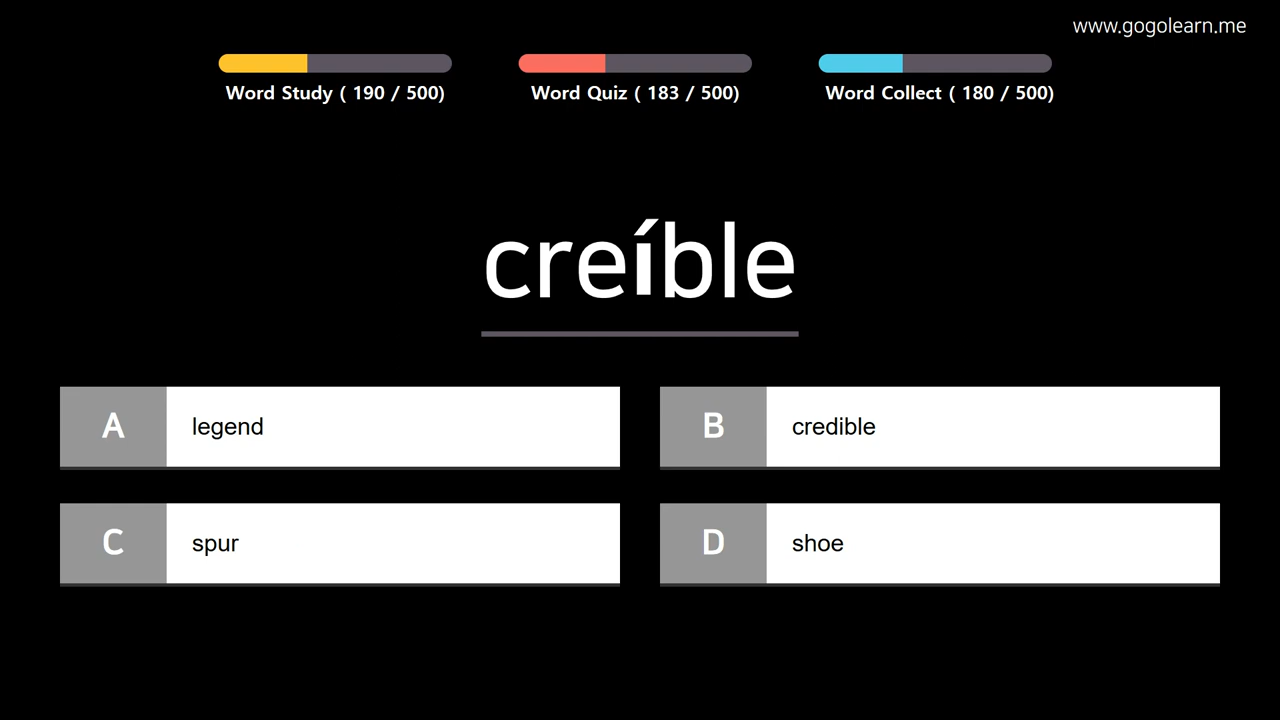 www.gogolearn.me
Word Study ( 190 / 500)
Word Quiz ( 183 / 500)
Word Collect ( 180 / 500)
creíble
A legend
B credible
C spur
D shoe